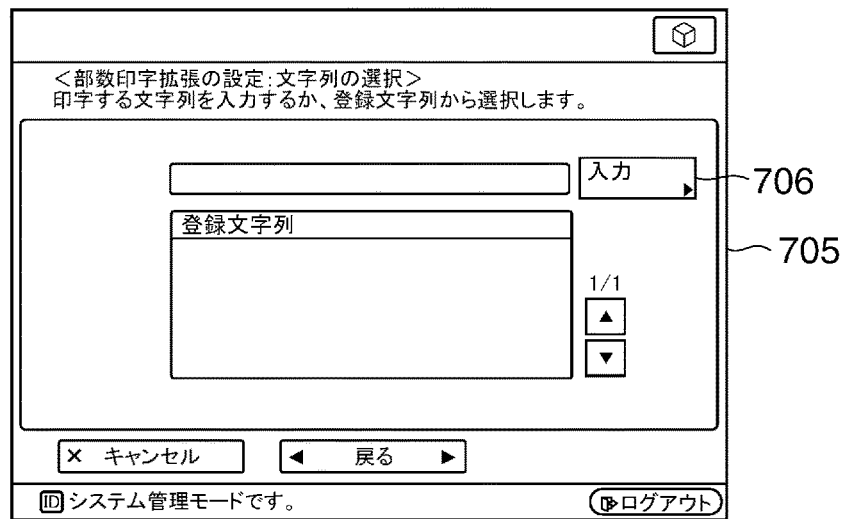 <部数印字拡張の設定:文字列の選択>
印字する文字列を入力するか、登録文字列から選択します。
入力
706
登録文字列
705
1/1
× キャンセル
戻る
ID システム管理モードです。
ログアウト